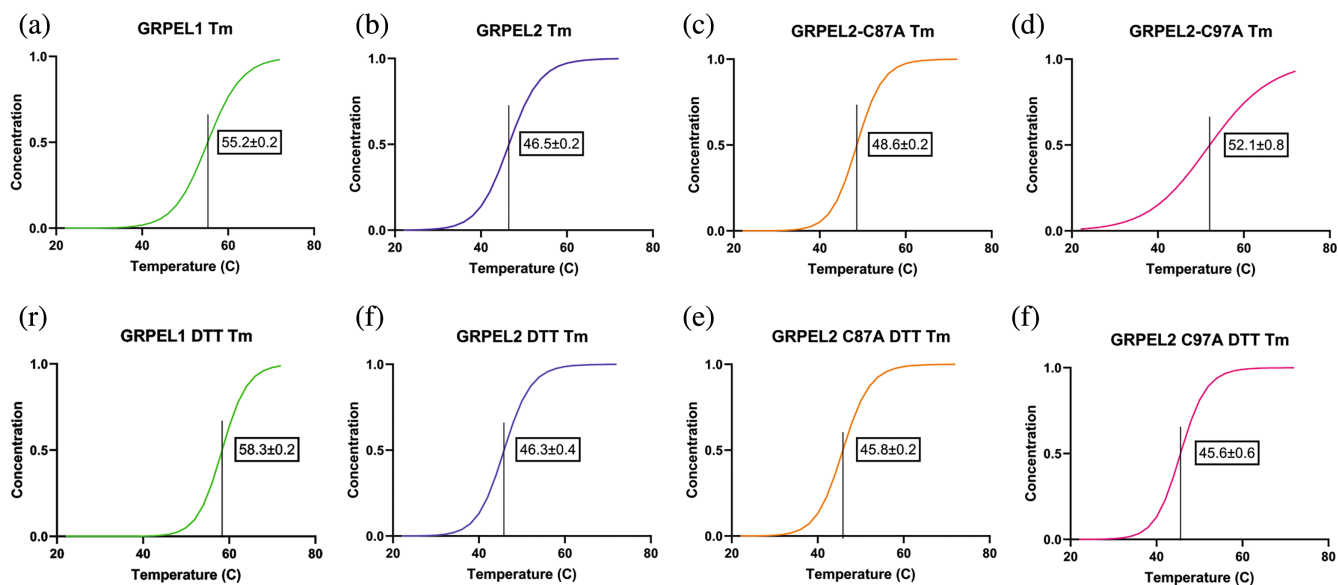 (a)
GRPEL1 Tm
1.0
0.5
0.0
Concentration
55.2±0.2
20 40 60 80
Temperature (C)
(b)
GRPEL2 Tm
1.0
0.5
0.0
Concentration
46.5±0.2
20 40 60 80
Temperature (C)
(c)
GRPEL2-C87A Tm
1.0
0.5
0.0
Concentration
48.6±0.2
20 40 60 80
Temperature (C)
(d)
GRPEL2-C97A Tm
1.0
0.5
0.0
Concentration
52.1±0.8
20 40 60 80
Temperature (C)
(r)
GRPEL1 DTT Tm
1.0
0.5
0.0
Concentration
58.3±0.2
20 40 60 80
Temperature (C)
(f)
GRPEL2 DTT Tm
1.0
0.5
0.0
Concentration
46.3±0.4
20 40 60 80
Temperature (C)
(e)
GRPEL2 C87A DTT Tm
1.0
0.5
0.0
Concentration
45.8±0.2
20 40 60 80
Temperature (C)
(f)
GRPEL2 C97A DTT Tm
1.0
0.5
0.0
Concentration
45.6±0.6
20 40 60 80
Temperature (C)